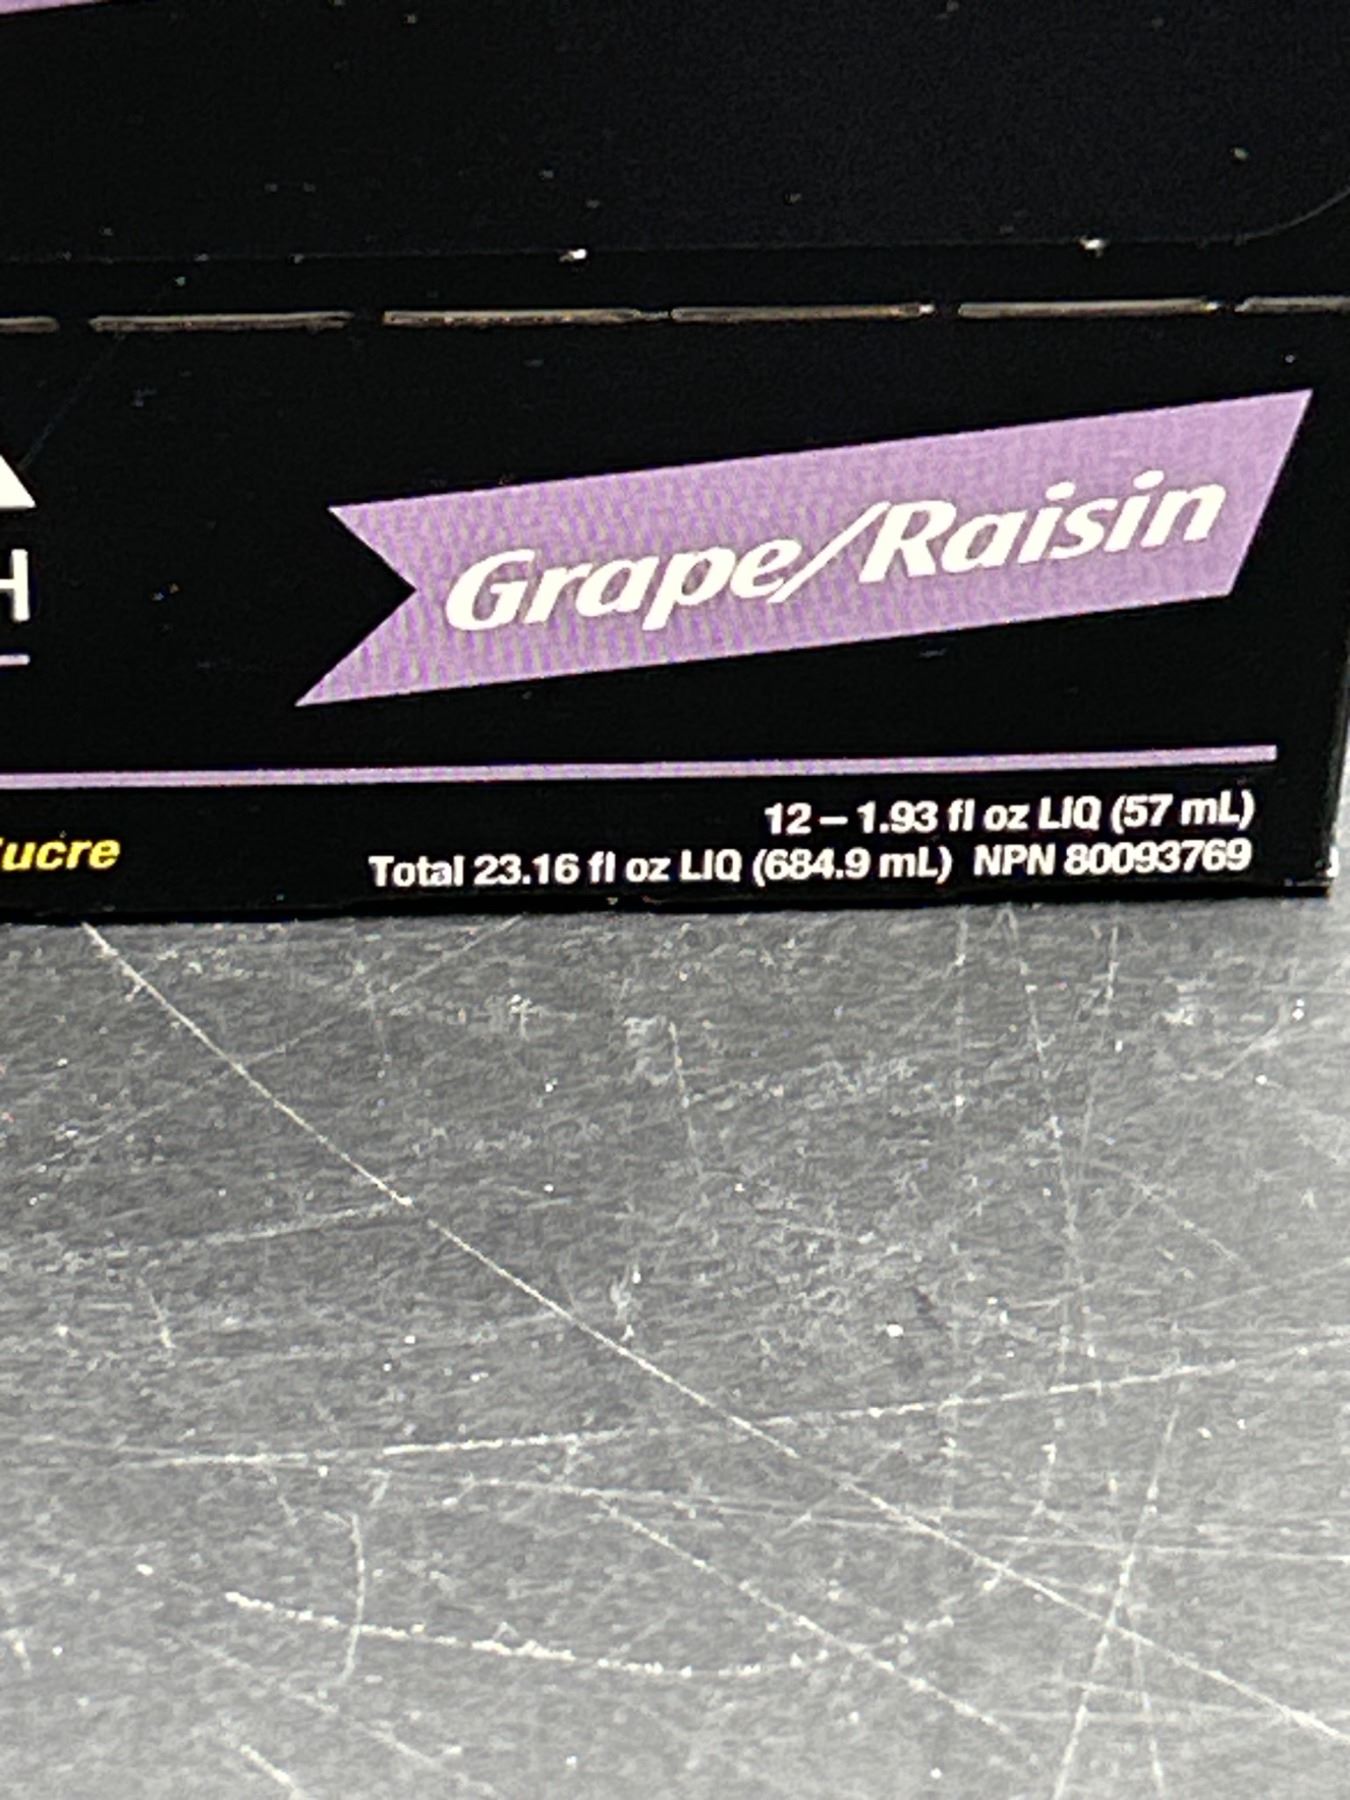 H
Grape/Raisin
12 – 1.93 fl oz LIQ (57 mL)
ucre
Total 23.16 fl oz LIQ (684.9 mL) NPN 80093769